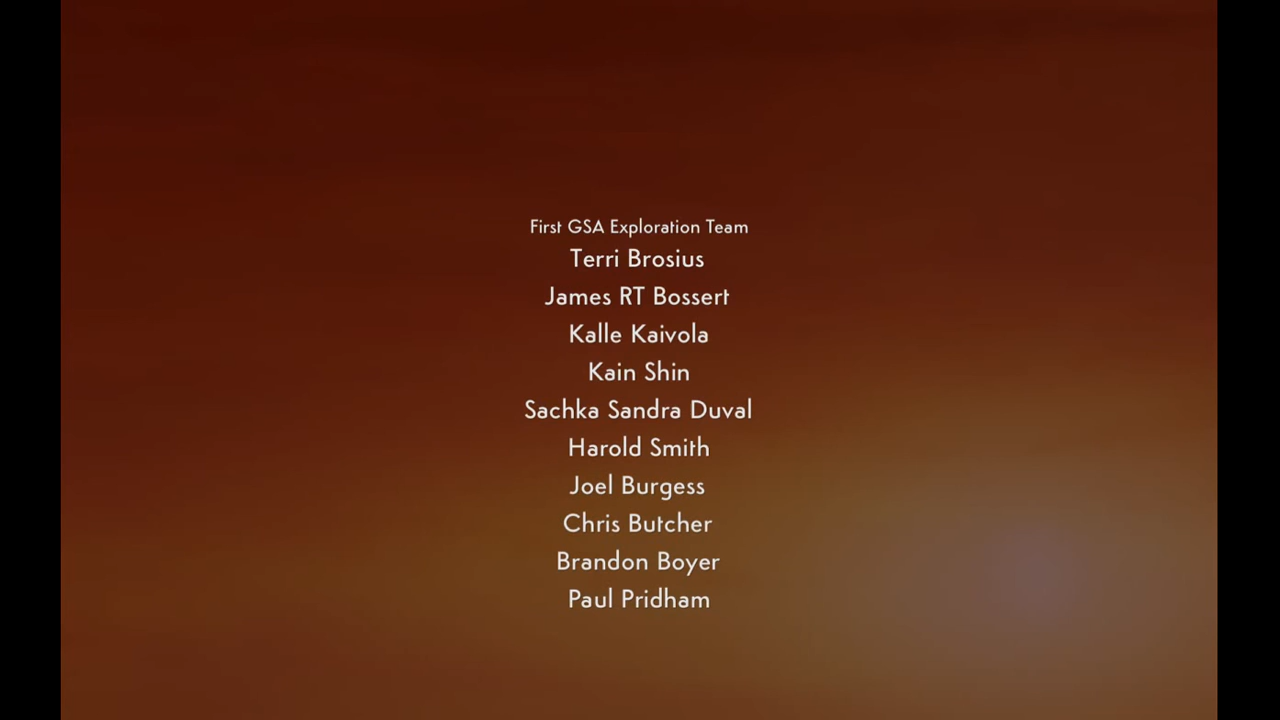 First GSA Exploration Team
Terri Brosius
James RT Bossert
Kalle Kaivola
Kain Shin
Sachka Sandra Duval
Harold Smith
Joel Burgess
Chris Butcher
Brandon Boyer
Paul Pridham